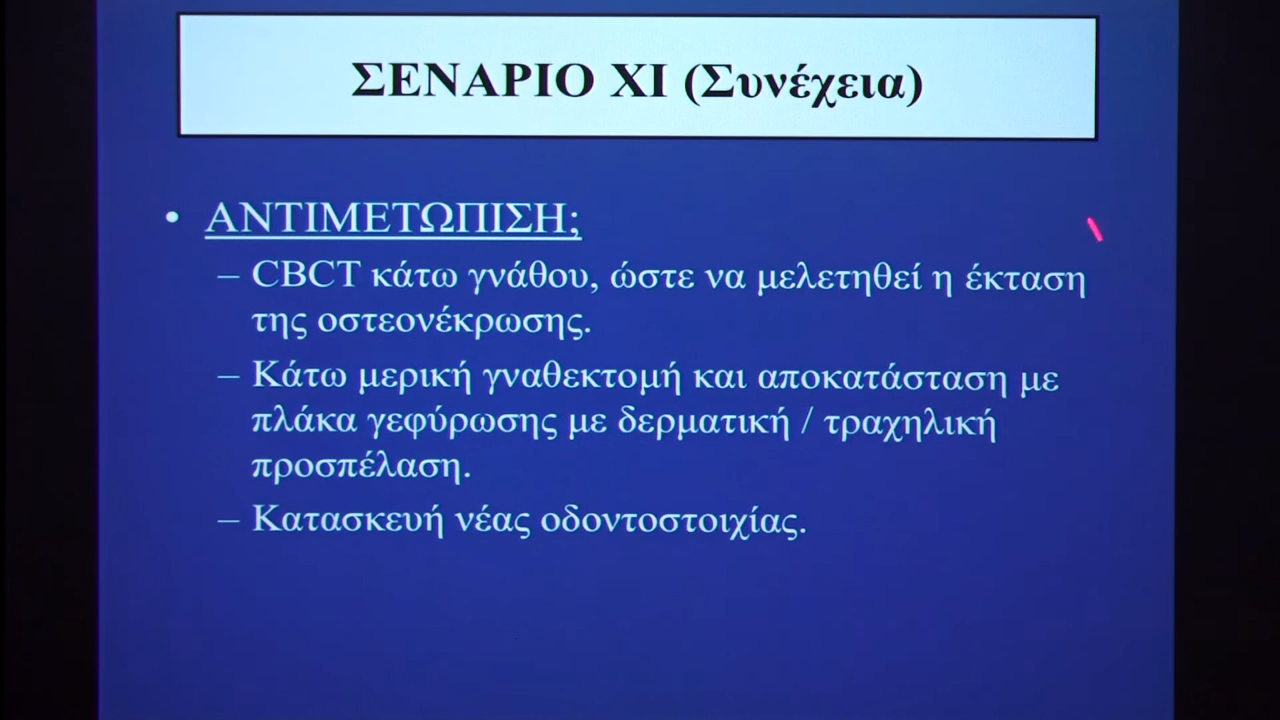 ΣΕΝΑΡΙΟ XI (Συνέχεια)
• ΑΝΤΙΜΕΤΩΠΙΣΗ;
– CBCT κάτω γνάθου, ώστε να μελετηθεί η έκταση
της οστεονέκρωσης.
– Κάτω μερική γναθεκτομή και αποκατάσταση με
πλάκα γεφύρωσης με δερματική / τραχηλική
προσπέλαση.
– Κατασκευή νέας οδοντοστοιχίας.